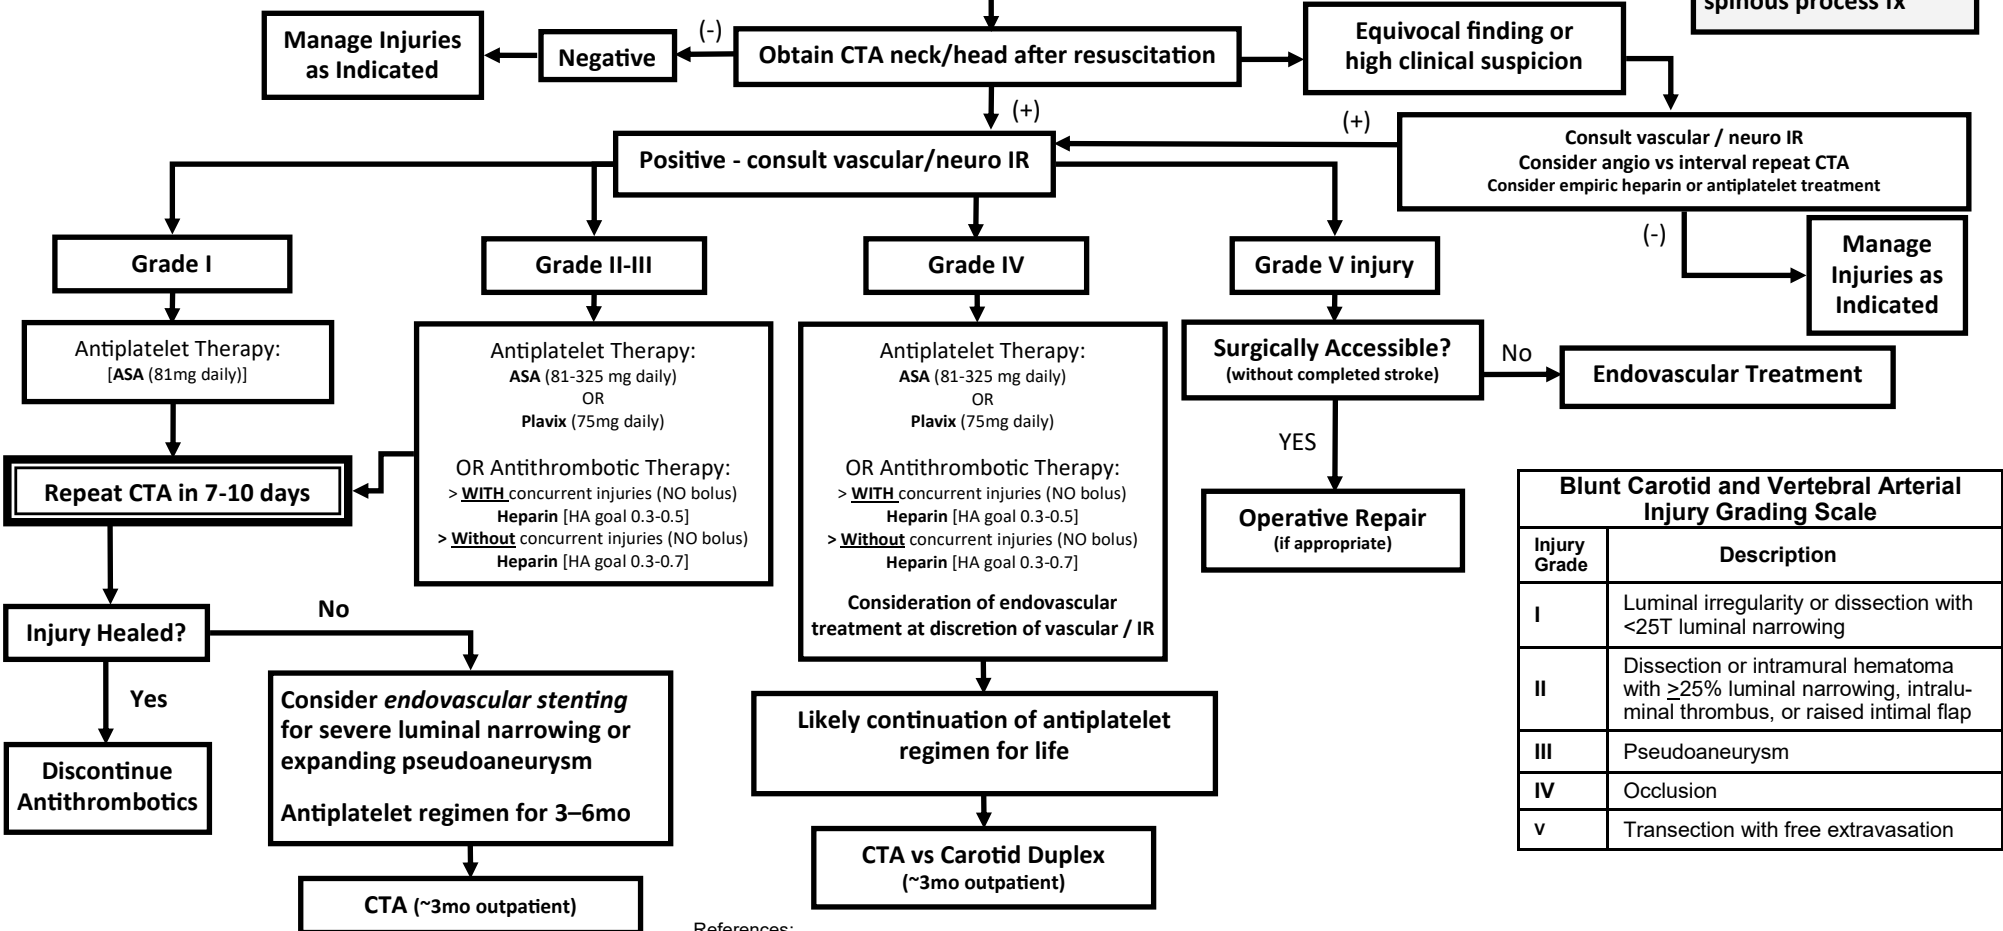 spinous process fx
Manage Injuries
as Indicated
(-)
Negative
Obtain CTA neck/head after resuscitation
Equivocal finding or
high clinical suspicion
(+)
(+)
Positive - consult vascular/neuro IR
Consult vascular / neuro IR
Consider angio vs interval repeat CTA
Consider empiric heparin or antiplatelet treatment
(-)
Manage
Injuries as
Indicated
Grade I
Grade II-III
Grade IV
Grade V injury
Antiplatelet Therapy:
[ASA (81mg daily)]
Antiplatelet Therapy:
ASA (81-325 mg daily)
OR
Plavix (75mg daily)
OR Antithrombotic Therapy:
> WITH concurrent injuries (NO bolus)
Heparin [HA goal 0.3-0.5]
> Without concurrent injuries (NO bolus)
Heparin [HA goal 0.3-0.7]
Antiplatelet Therapy:
ASA (81-325 mg daily)
OR
Plavix (75mg daily)
OR Antithrombotic Therapy:
> WITH concurrent injuries (NO bolus)
Heparin [HA goal 0.3-0.5]
> Without concurrent injuries (NO bolus)
Heparin [HA goal 0.3-0.7]
Consideration of endovascular
treatment at discretion of vascular / IR
Surgically Accessible?
(without completed stroke)
No
Endovascular Treatment
YES
Operative Repair
(if appropriate)
Repeat CTA in 7-10 days
Injury Healed?
No
Yes
Discontinue
Antithrombotics
Consider endovascular stenting
for severe luminal narrowing or
expanding pseudoaneurysm
Antiplatelet regimen for 3–6mo
CTA (~3mo outpatient)
Likely continuation of antiplatelet
regimen for life
CTA vs Carotid Duplex
(~3mo outpatient)
Blunt Carotid and Vertebral Arterial
Injury Grading Scale
Injury
Grade
Description
I
Luminal irregularity or dissection with
<25T luminal narrowing
II
Dissection or intramural hematoma
with >25% luminal narrowing, intralu-
minal thrombus, or raised intimal flap
III
Pseudoaneurysm
IV
Occlusion
V
Transection with free extravasation
References: